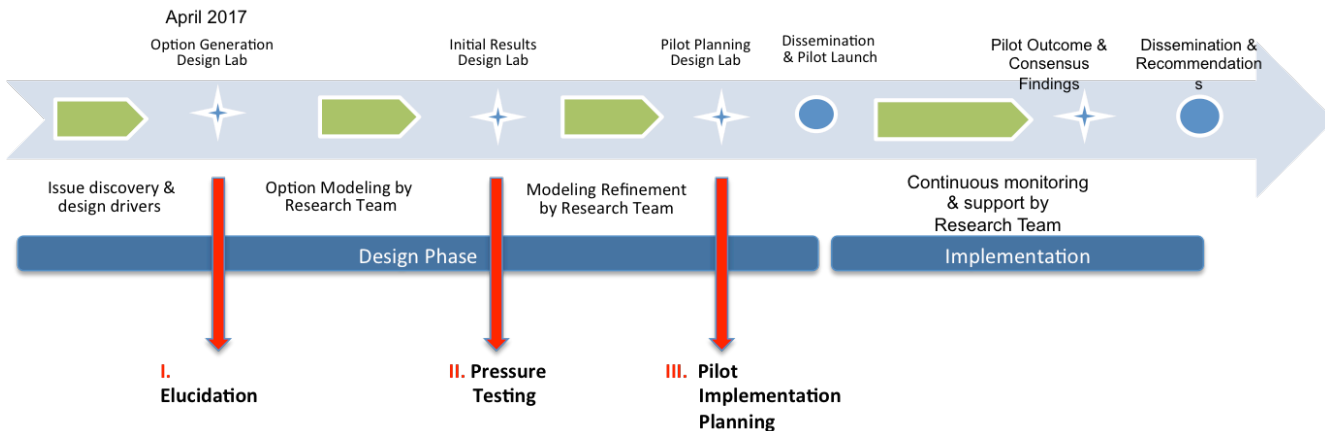 April 2017
Option Generation
Design Lab
Initial Results
Design Lab
Pilot Planning
Design Lab
Dissemination
& Pilot Launch
Pilot Outcome &
Consensus
Findings
Dissemination &
Recommendation
s
Issue discovery &
design drivers
Option Modeling by
Research Team
Modeling Refinement
by Research Team
Continuous monitoring
& support by
Research Team
Design Phase
Implementation
I.
Elucidation
II. Pressure
Testing
III. Pilot
Implementation
Planning